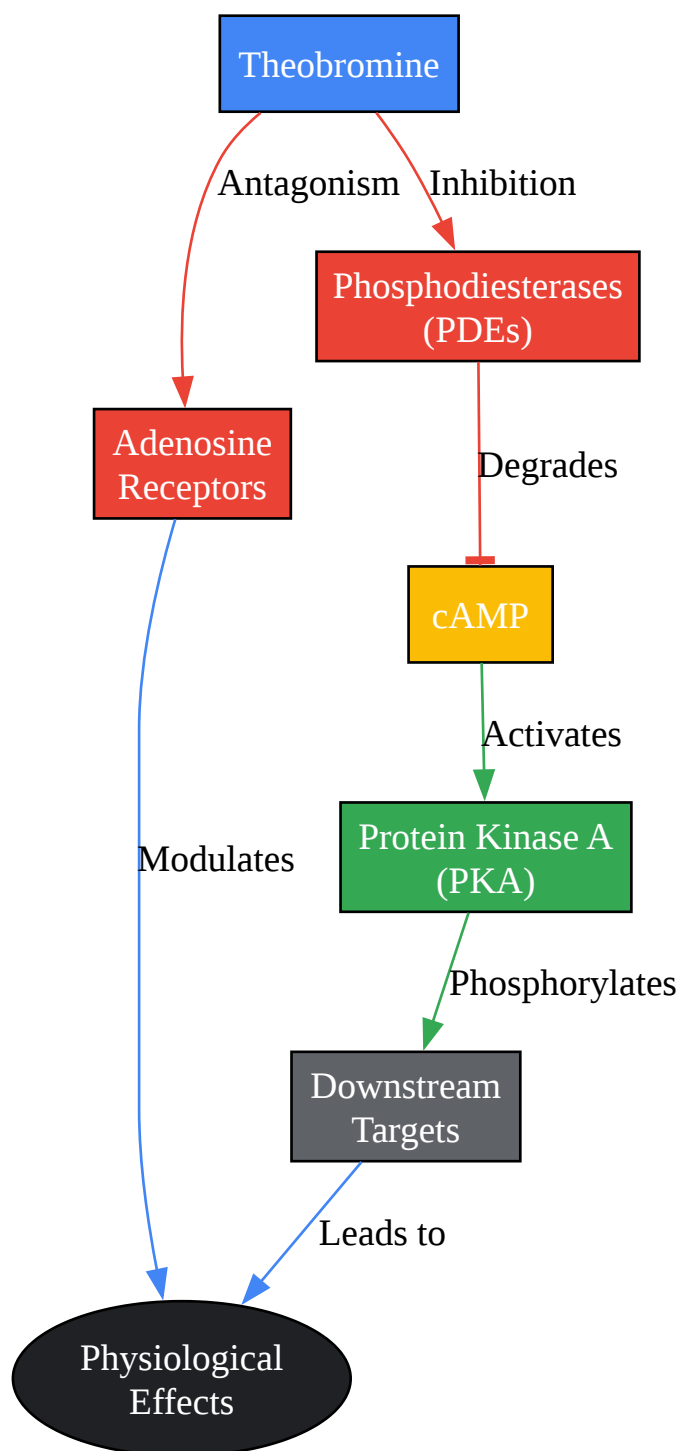 Theobromine
Antagonism
Inhibition
Phosphodiesterases
(PDEs)
Adenosine
Receptors
Degrades
cAMP
Activates
Protein Kinase A
(PKA)
Modulates
Phosphorylates
Downstream
Targets
Leads to
Physiological
Effects